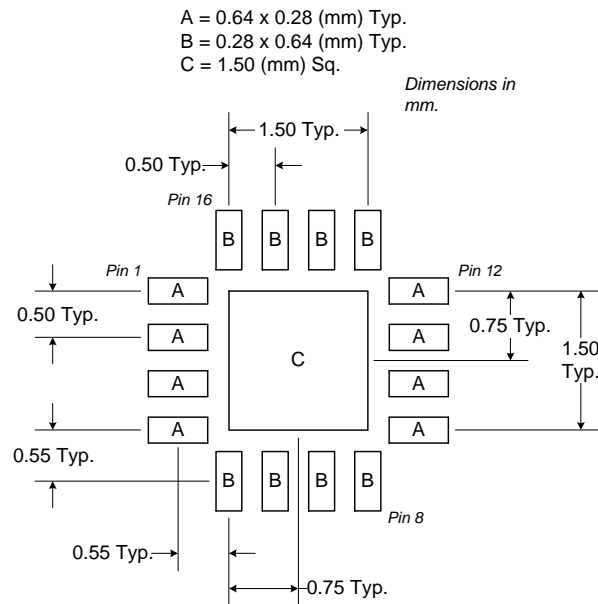 A = 0.64 x 0.28 (mm) Typ.
B = 0.28 x 0.64 (mm) Typ.
C = 1.50 (mm) Sq.
Dimensions in
mm.
1.50 Typ.
0.50 Typ.
Pin 16
B B B B
Pin 1
Pin 12
A A
0.50 Typ.
0.75 Typ.
A A
C
1.50
Typ.
A A
A A
0.55 Typ.
B B B B
Pin 8
0.55 Typ.
0.75 Typ.